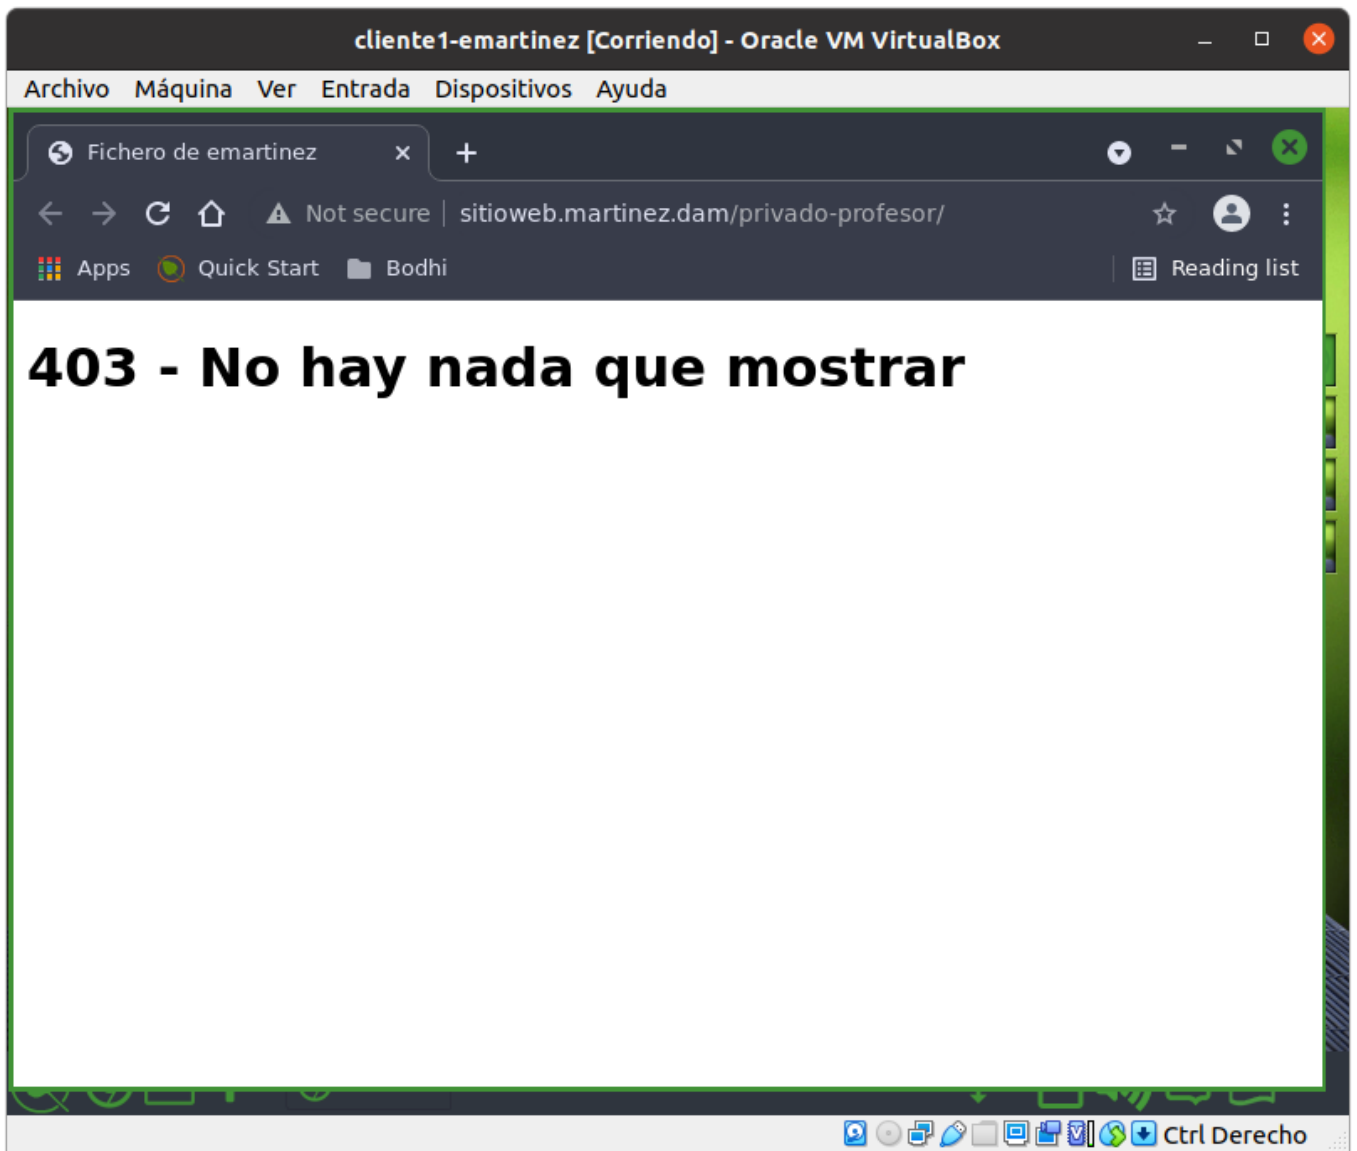 cliente1-emartinez [Corriendo] - Oracle VM VirtualBox
Archivo Máquina Ver Entrada Dispositivos Ayuda
Fichero de emartinez
Not secure sitioweb.martinez.dam/privado-profesor/
Apps Quick Start Bodhi Reading list
403 - No hay nada que mostrar
Ctrl Derecho